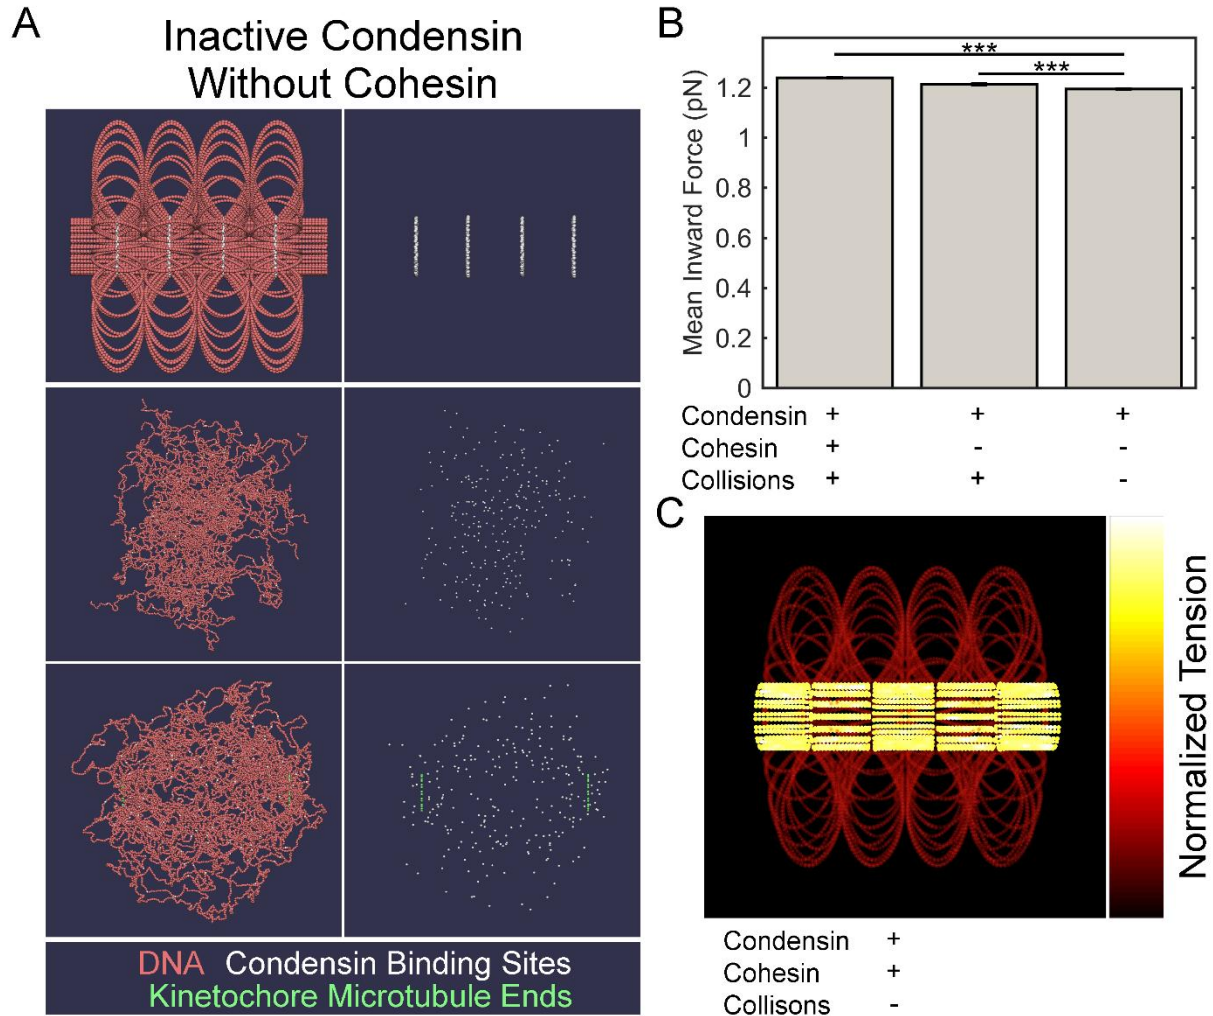 A
Inactive Condensin
Without Cohesin
DNA Condensin Binding Sites
Kinetochore Microtubule Ends
B
***
***
Mean Inward Force (pN)
1.2
1
0.8
0.6
0.4
0.2
0
Condensin + + +
Cohesin + - -
Collisions + + -
C
Normalized Tension
Condensin +
Cohesin +
Collisons -